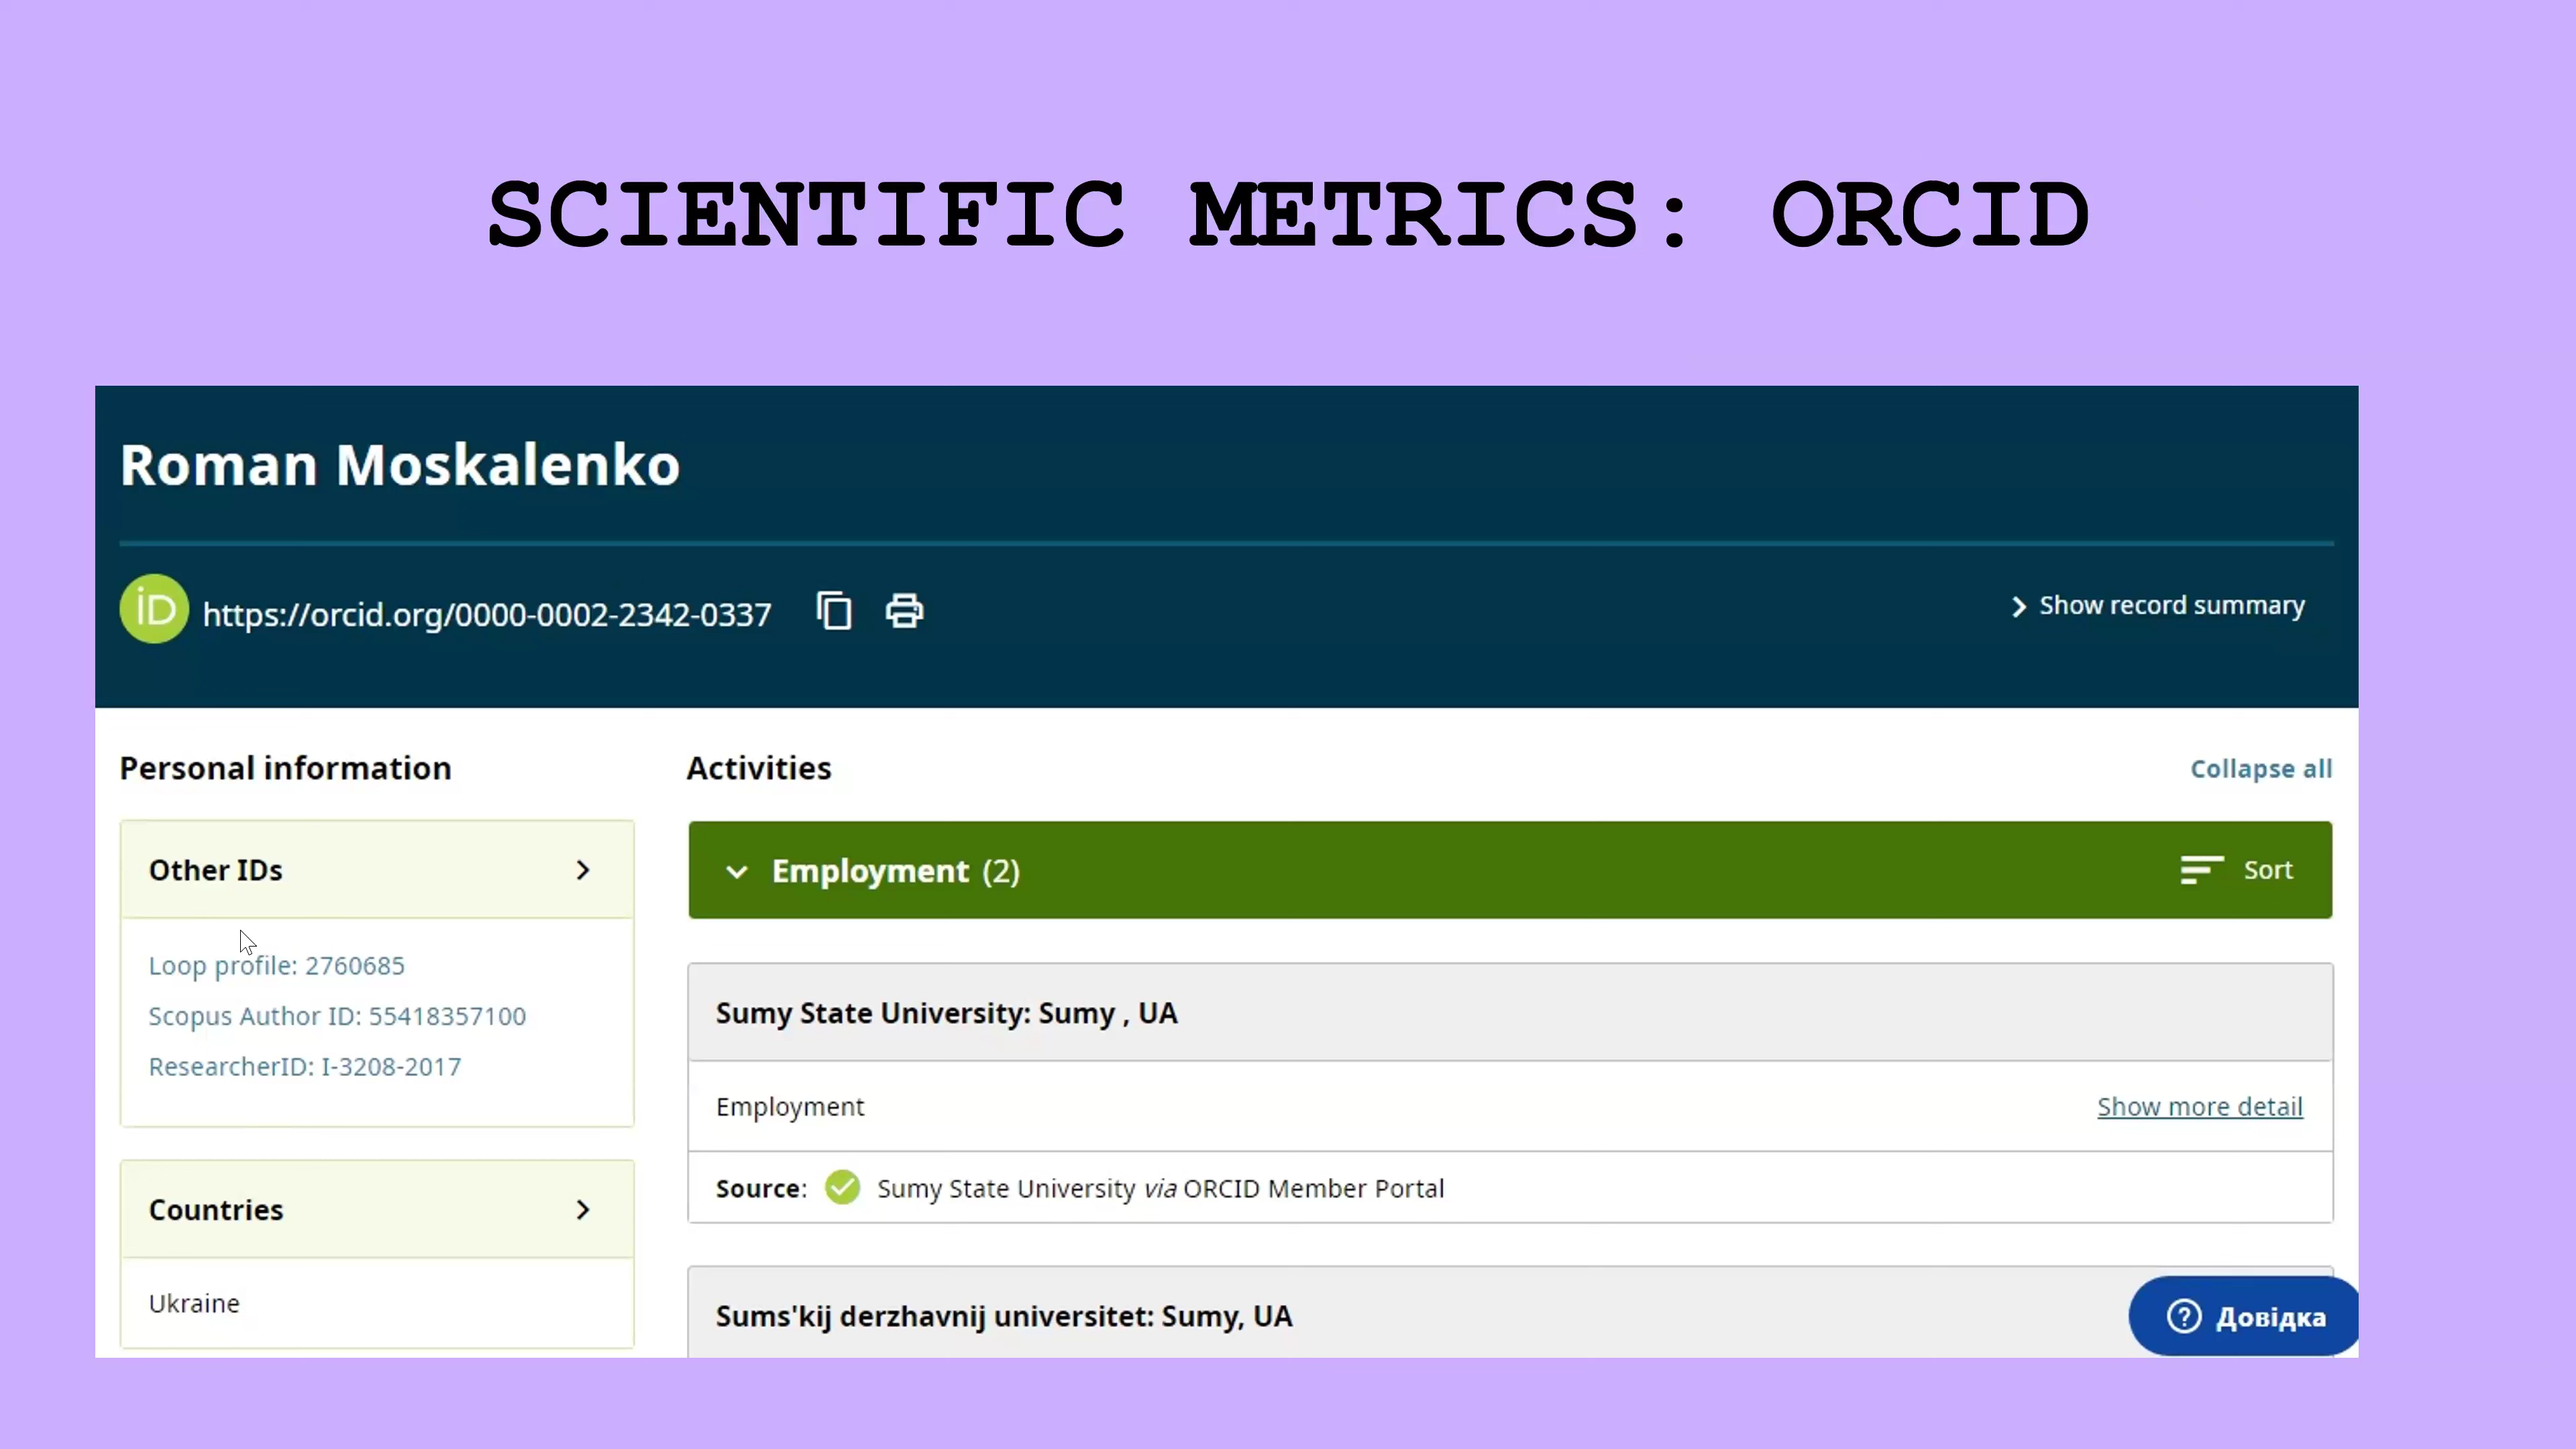 SCIENTIFIC METRICS: ORCID
Roman Moskalenko
iD https://orcid.org/0000-0002-2342-0337
Show record summary
Personal information
Other IDs
Loop profile: 2760685
Scopus Author ID: 55418357100
ResearcherID: I-3208-2017
Countries
Ukraine
Activities
Collapse all
Employment (2)
Sort
Sumy State University: Sumy , UA
Employment
Show more detail
Source: Sumy State University via ORCID Member Portal
Sums'kij derzhavnij universitet: Sumy, UA
Довідка